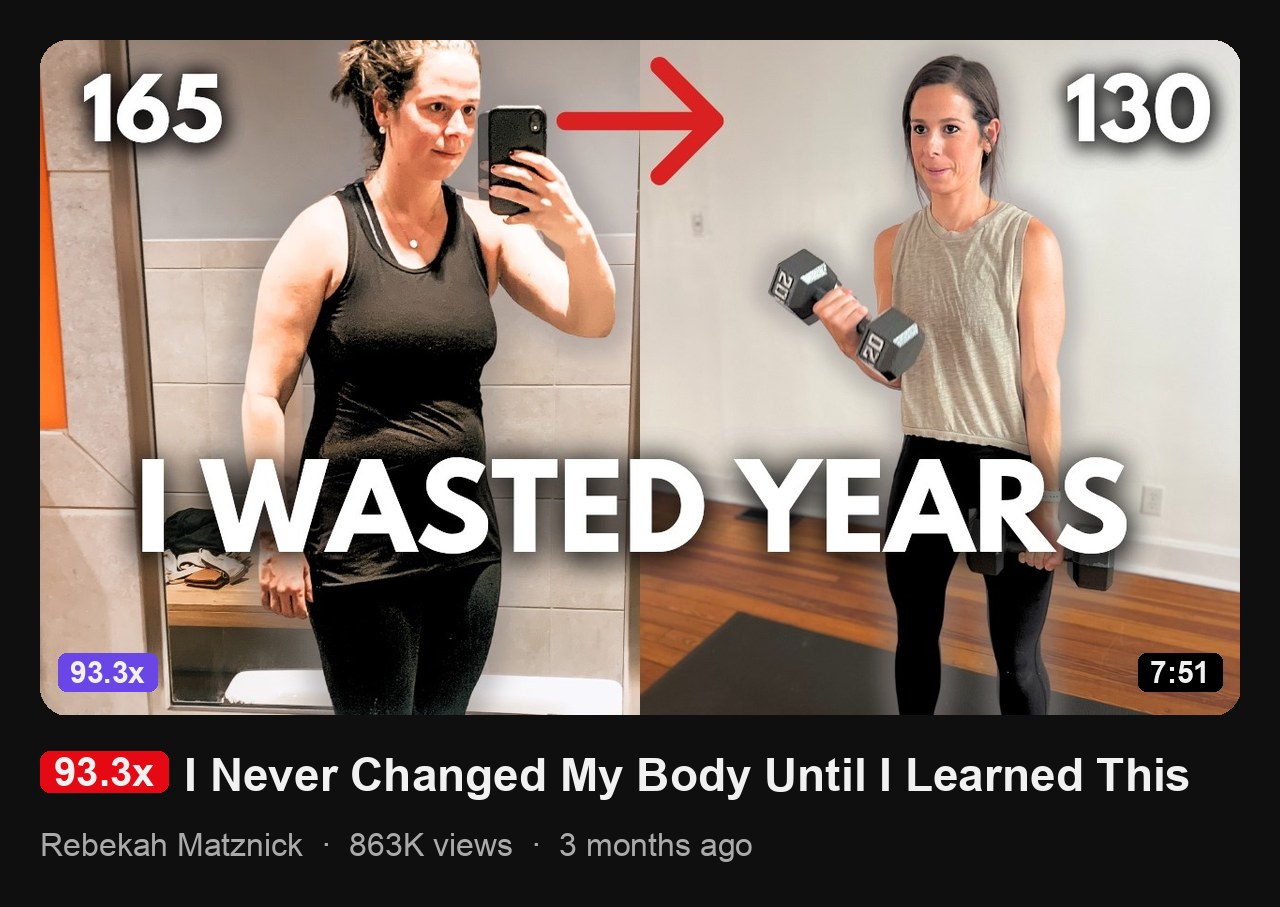 165
130
20
20
I WASTED YEARS
93.3x
7:51
93.3x I Never Changed My Body Until I Learned This
Rebekah Matznick · 863K views · 3 months ago